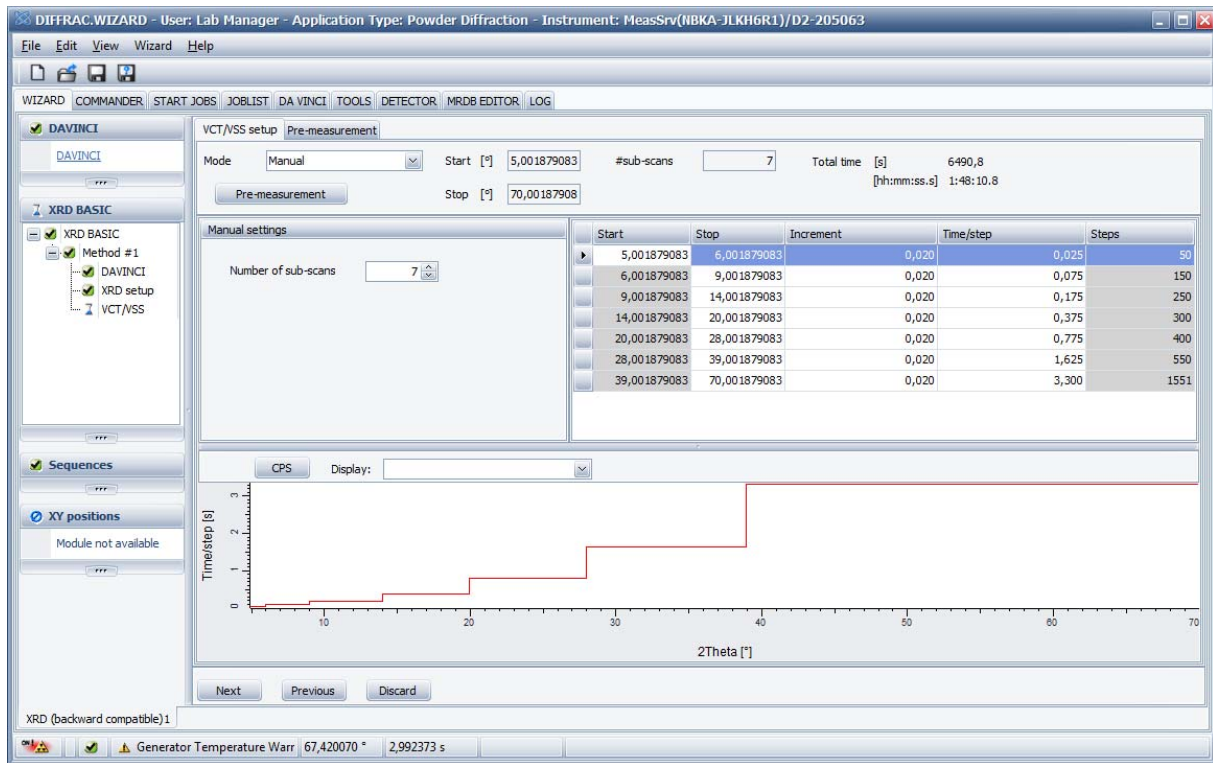 DIFFRAC.WIZARD - User: Lab Manager - Application Type: Powder Diffraction - Instrument: MeasSrv(NBKA-JLKH6R1)/D2-205063
File Edit View Wizard Help
WIZARD COMMANDER START JOBS JOBLIST DA VINCI TOOLS DETECTOR MRDB EDITOR LOG
DAVINCI
DAVINCI
XRD BASIC
XRD BASIC
Method #1
DAVINCI
XRD setup
VCT/VSS
Sequences
XY positions
Module not available
XRD (backward compatible)1
VCT/VSS setup Pre-measurement
Mode Manual Start [°] 5,001879083 #sub-scans 7 Total time [s] 6490,8
[hh:mm:ss.s] 1:48:10.8
Pre-measurement Stop [°] 70,00187908
Manual settings
Number of sub-scans 7
Start Stop Increment Time/step Steps
5,001879083 6,001879083 0,020 0,025 50
6,001879083 9,001879083 0,020 0,075 150
9,001879083 14,001879083 0,020 0,175 250
14,001879083 20,001879083 0,020 0,375 300
20,001879083 28,001879083 0,020 0,775 400
28,001879083 39,001879083 0,020 1,625 550
39,001879083 70,001879083 0,020 3,300 1551
CPS Display:
Time/step [s]
3
2
1
0
10 20 30 40 50 60 70
2Theta [°]
Next Previous Discard
Generator Temperature Warr 67,420070 ° 2,992373 s